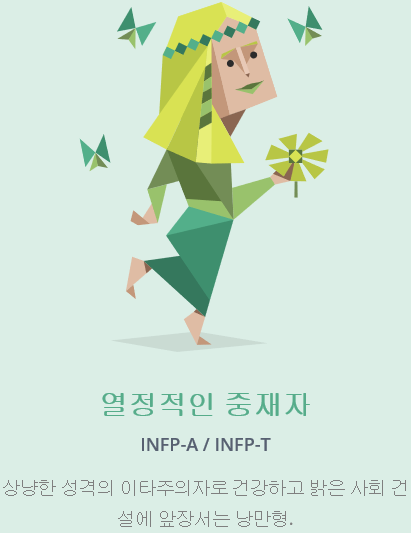 열정적인 중재자
INFP-A / INFP-T
상냥한 성격의 이타주의자로 건강하고 밝은 사회 건
설에 앞장서는 낭만형.